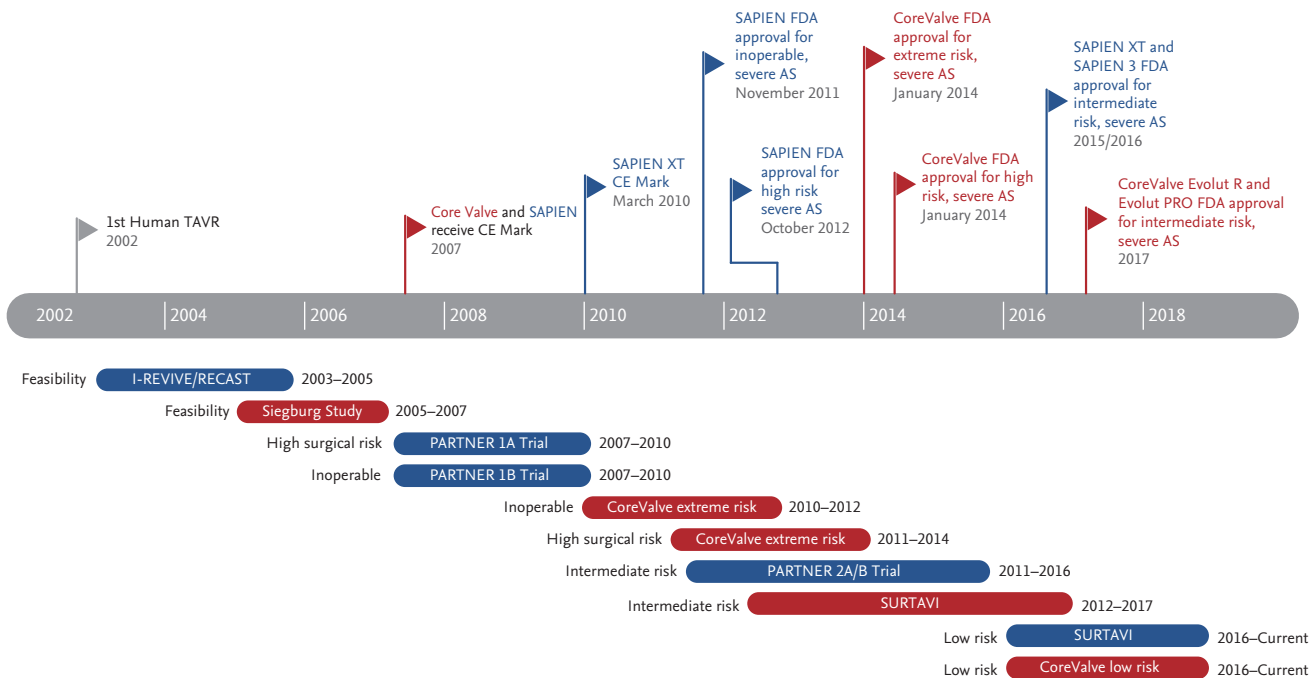 SAPIEN FDA
approval for
inoperable,
severe AS
November 2011
CoreValve FDA
approval for
extreme risk,
severe AS
January 2014
SAPIEN XT and
SAPIEN 3 FDA
approval for
intermediate
risk, severe AS
2015/2016
SAPIEN XT
CE Mark
March 2010
SAPIEN FDA
approval for
high risk
severe AS
October 2012
CoreValve FDA
approval for high
risk, severe AS
January 2014
CoreValve Evolut R and
Evolut PRO FDA approval
for intermediate risk,
severe AS
2017
1st Human TAVR
2002
Core Valve and SAPIEN
receive CE Mark
2007
2002 2004 2006 2008 2010 2012 2014 2016 2018
Feasibility I-REVIVE/RECAST 2003–2005
Feasibility Siegburg Study 2005–2007
High surgical risk PARTNER 1A Trial 2007–2010
Inoperable PARTNER 1B Trial 2007–2010
Inoperable CoreValve extreme risk 2010–2012
High surgical risk CoreValve extreme risk 2011–2014
Intermediate risk PARTNER 2A/B Trial 2011–2016
Intermediate risk SURTAVI 2012–2017
Low risk SURTAVI 2016–Current
Low risk CoreValve low risk 2016–Current